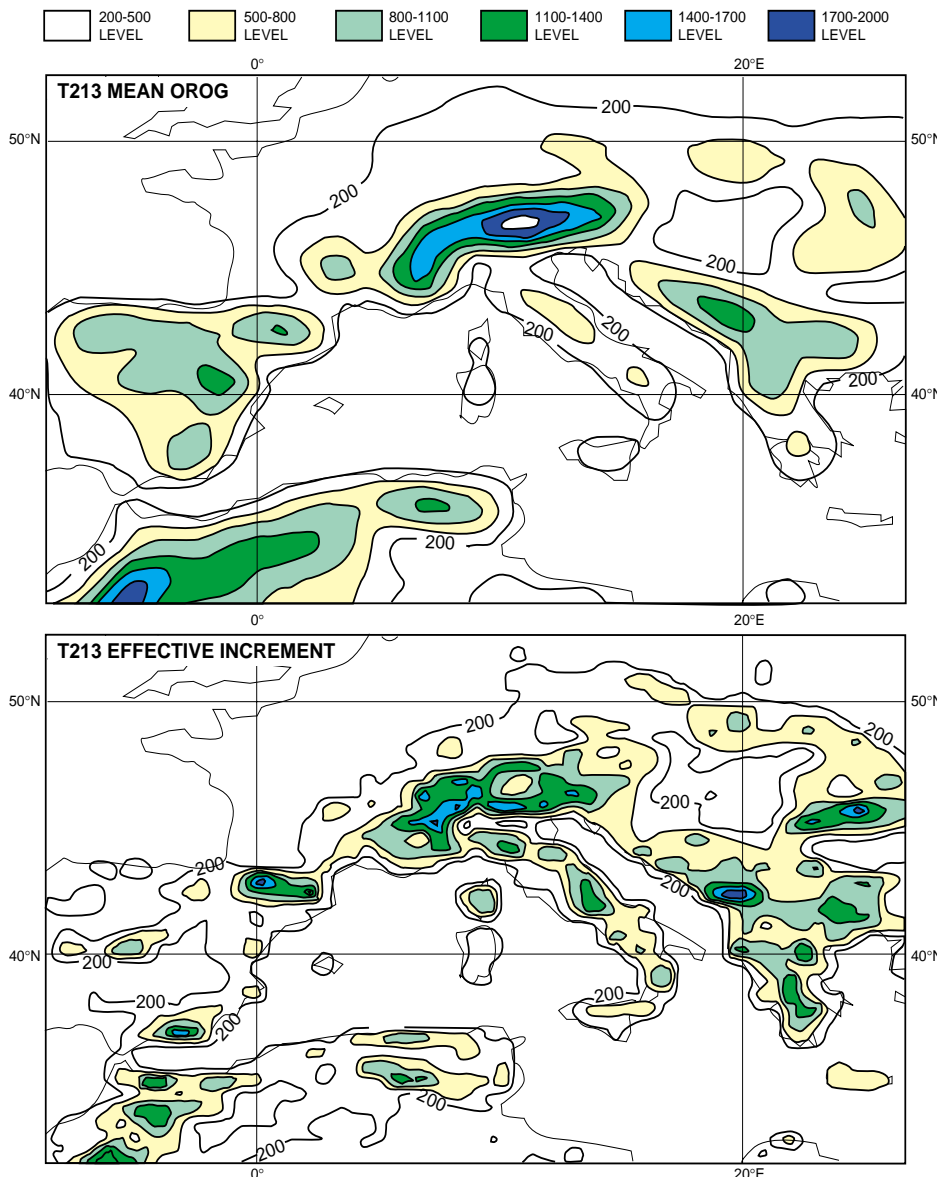 200-500 LEVEL
500-800 LEVEL
800-1100 LEVEL
1100-1400 LEVEL
1400-1700 LEVEL
1700-2000 LEVEL
0° 20°E
T213 MEAN OROG
200
50°N 50°N
200
200
200
200
200
40°N 40°N
200
200
0° 20°E
T213 EFFECTIVE INCREMENT
50°N 50°N
200 200
200
200
200
200
40°N 40°N
200
200
200
200
200
200
0° 20°E